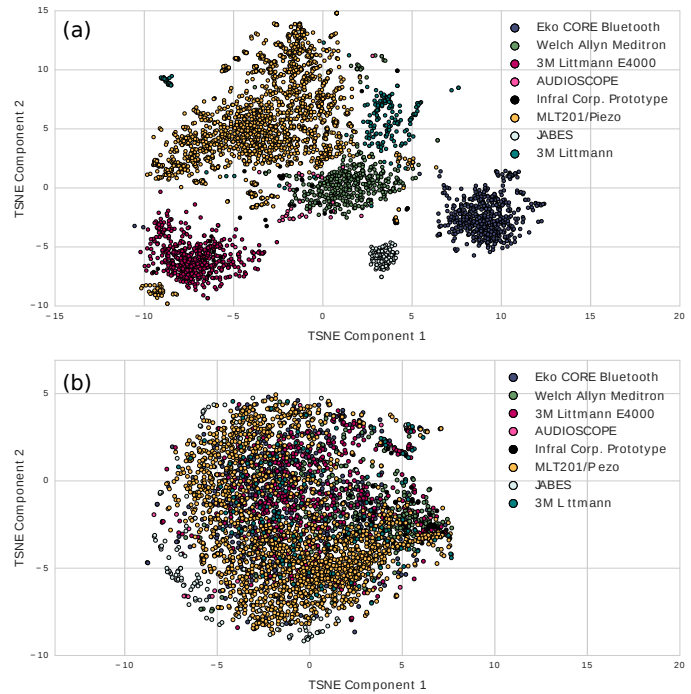 (a)
Eko CORE Bluetooth
Welch Allyn Meditron
3M Littmann E4000
AUDIOSCOPE
Infral Corp. Prototype
MLT201/Piezo
JABES
3M Littmann
15
10
5
0
−5
−10
TSNE Component 2
−15
−10
−5
0
5
10
15
20
TSNE Component 1
(b)
Eko CORE Bluetooth
Welch Allyn Meditron
3M Littmann E4000
AUDIOSCOPE
Infral Corp. Prototype
MLT201/P ezo
JABES
3M L ttmann
5
0
−5
−10
TSNE Component 2
−10
−5
0
5
10
15
20
TSNE Component 1